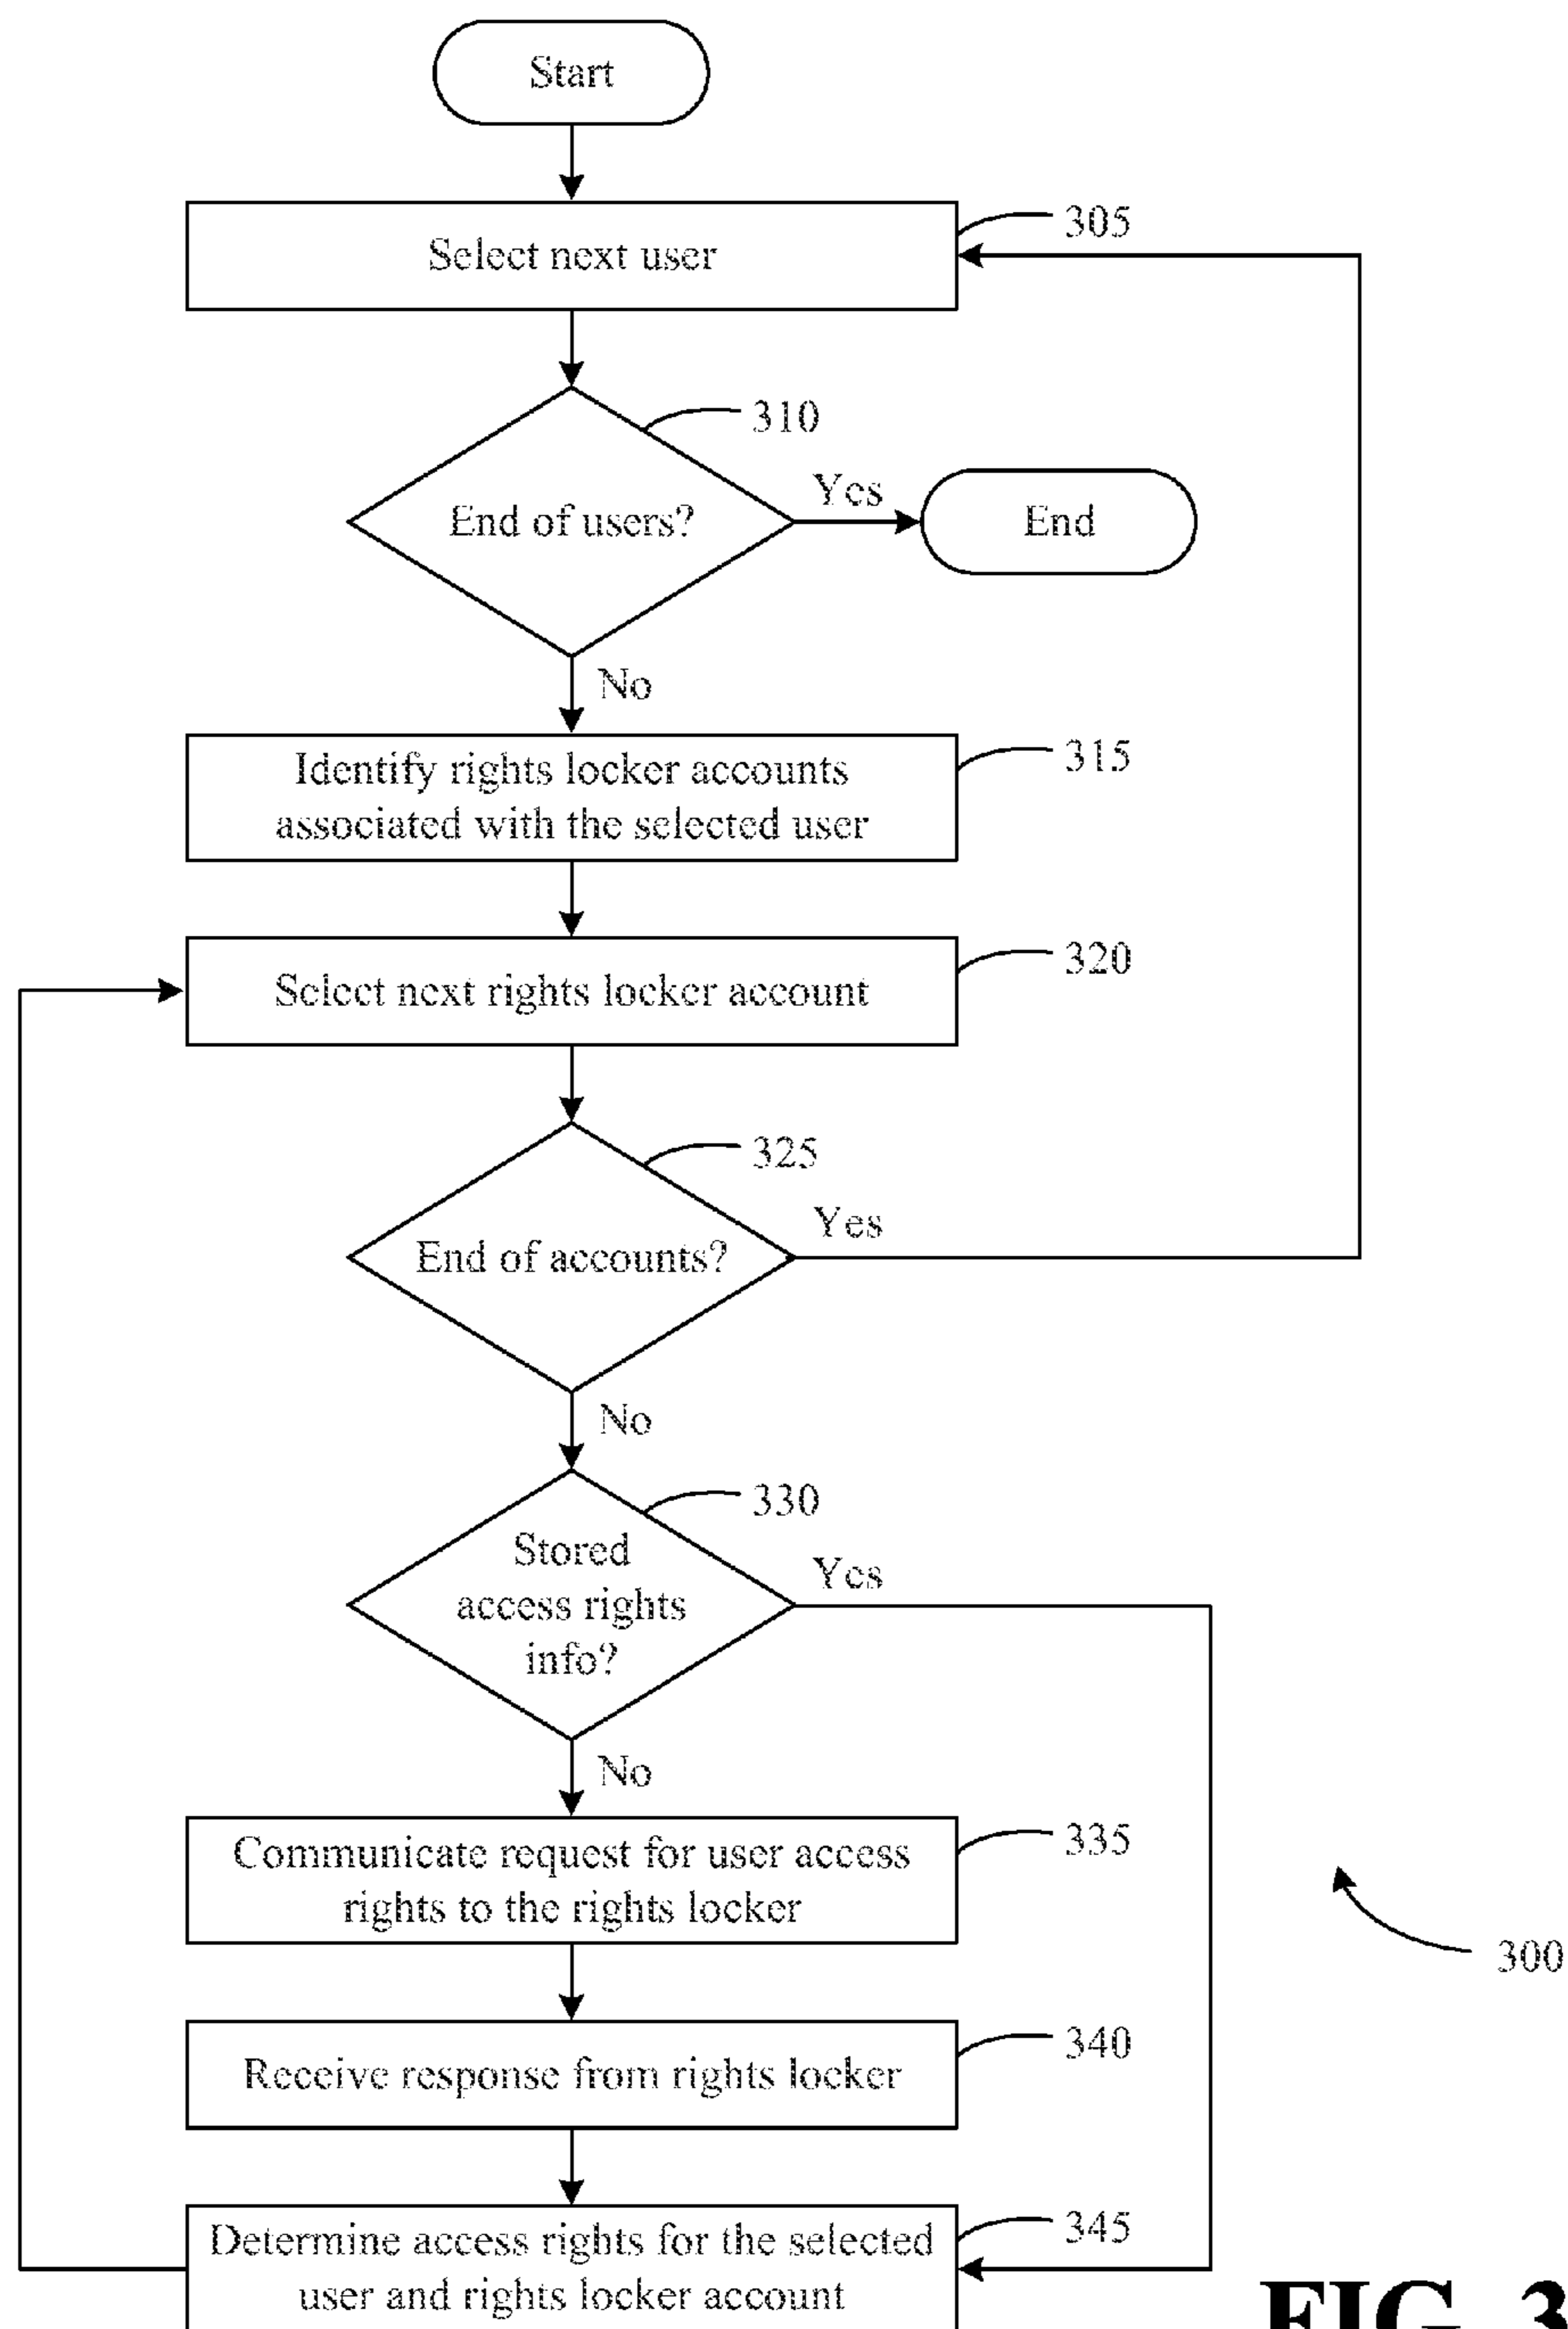 Start
Select next user
305
310
End of users?
Yes
End
No
Identify rights locker accounts
associated with the selected user
315
Select next rights locker account
320
325
End of accounts?
Yes
No
330
Stored
access rights
info?
Yes
No
Communicate request for user access
rights to the rights locker
335
300
Receive response from rights locker
340
Determine access rights for the selected
user and rights locker account
345
FIG. 3